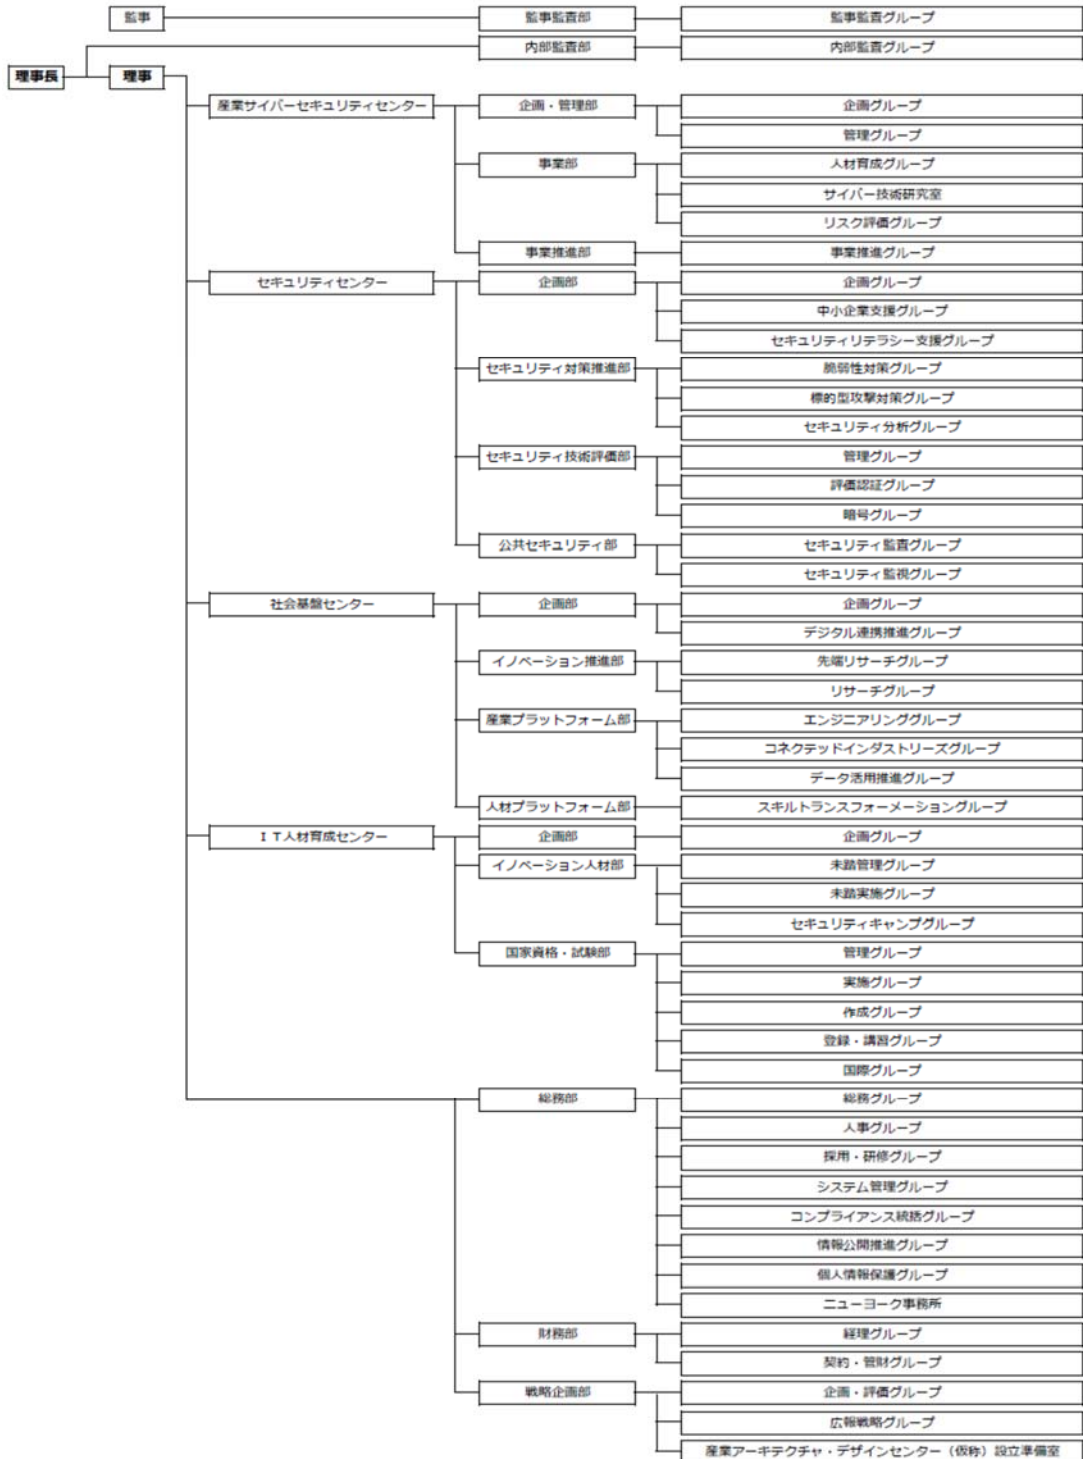 監事 監事監査部 監事監査グループ
内部監査部 内部監査グループ
理事長 理事
産業サイバーセキュリティセンター 企画・管理部 企画グループ
管理グループ
事業部 人材育成グループ
サイバー技術研究室
リスク評価グループ
事業推進部 事業推進グループ
セキュリティセンター 企画部 企画グループ
中小企業支援グループ
セキュリティリテラシー支援グループ
セキュリティ対策推進部 脆弱性対策グループ
標的型攻撃対策グループ
セキュリティ分析グループ
セキュリティ技術評価部 管理グループ
評価認証グループ
暗号グループ
公共セキュリティ部 セキュリティ監査グループ
セキュリティ監視グループ
社会基盤センター 企画部 企画グループ
デジタル連携推進グループ
イノベーション推進部 先端リサーチグループ
リサーチグループ
産業プラットフォーム部 エンジニアリンググループ
コネクテッドインダストリーズグループ
データ活用推進グループ
人材プラットフォーム部 スキルトランスフォーメーショングループ
ＩＴ人材育成センター 企画部 企画グループ
イノベーション人材部 未踏管理グループ
未踏実施グループ
セキュリティキャンプグループ
国家資格・試験部 管理グループ
実施グループ
作成グループ
登録・講習グループ
国際グループ
総務部 総務グループ
人事グループ
採用・研修グループ
システム管理グループ
コンプライアンス統括グループ
情報公開推進グループ
個人情報保護グループ
ニューヨーク事務所
財務部 経理グループ
契約・管財グループ
戦略企画部 企画・評価グループ
広報戦略グループ
産業アーキテクチャ・デザインセンター（仮称）設立準備室